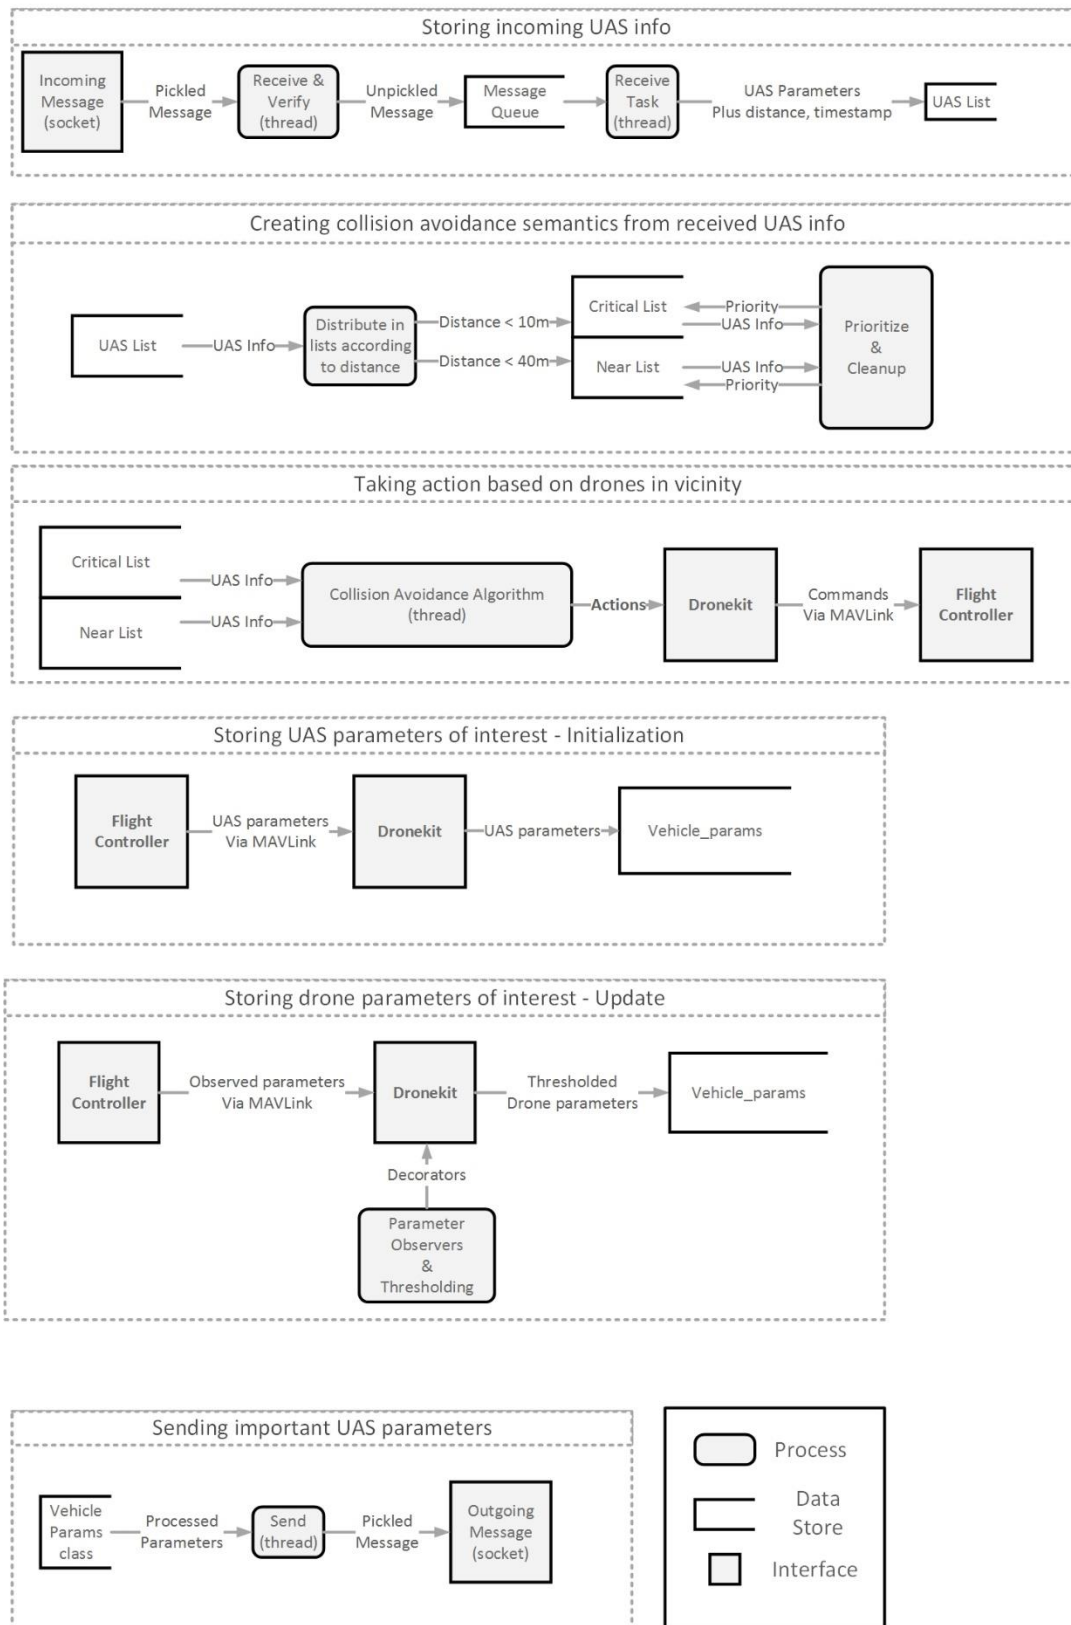 Storing incoming UAS info
Incoming
Message
(socket)
Pickled
Message
Receive &
Verify
(thread)
Unpickled
Message
Message
Queue
Receive
Task
(thread)
UAS Parameters
Plus distance, timestamp
UAS List
Creating collision avoidance semantics from received UAS info
UAS List
UAS Info
Distribute in
lists according
to distance
Distance < 10m
Distance < 40m
Critical List
Near List
Priority
UAS Info
UAS Info
Priority
Prioritize
&
Cleanup
Taking action based on drones in vicinity
Critical List
Near List
UAS Info
UAS Info
Collision Avoidance Algorithm
(thread)
Actions
Dronekit
Commands
Via MAVLink
Flight
Controller
Storing UAS parameters of interest - Initialization
Flight
Controller
UAS parameters
Via MAVLink
Dronekit
UAS parameters
Vehicle_params
Storing drone parameters of interest - Update
Flight
Controller
Observed parameters
Via MAVLink
Dronekit
Thresholded
Drone parameters
Vehicle_params
Decorators
Parameter
Observers
&
Thresholding
Sending important UAS parameters
Vehicle
Params
class
Processed
Parameters
Send
(thread)
Pickled
Message
Outgoing
Message
(socket)
Process
Data
Store
Interface